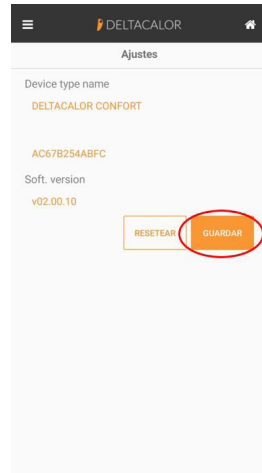 DELTACALOR
Ajustes
Device type name
DELTACALOR CONFORT
AC67B254ABFC
Soft. version
v02.00.10
RESETEAR
GUARDAR